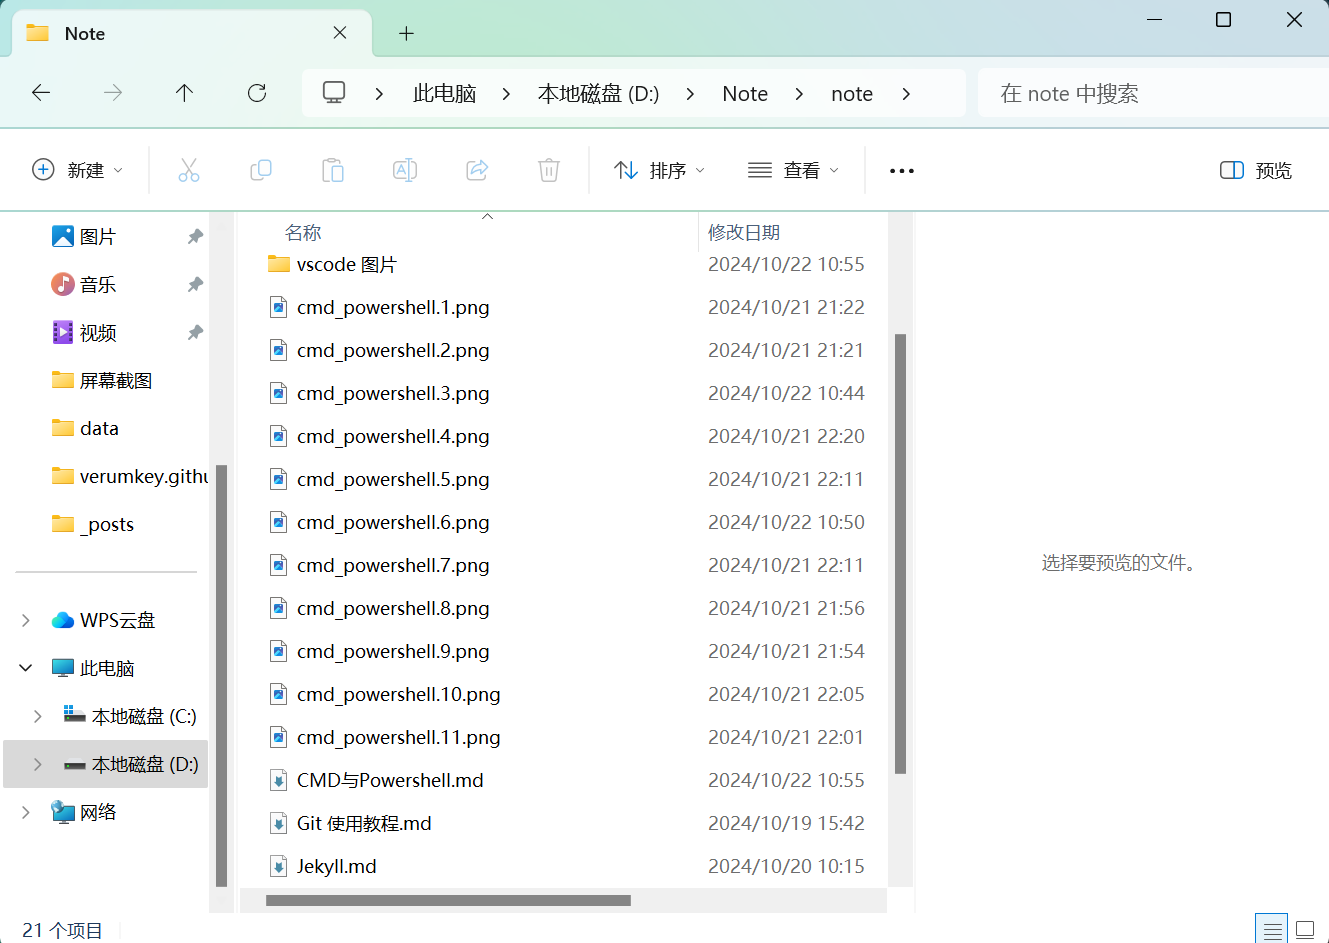 Note
此电脑 本地磁盘 (D:) Note note
在 note 中搜索
新建 排序 查看 预览
图片
音乐
视频
屏幕截图
data
verumkey.githu
_posts
WPS云盘
此电脑
本地磁盘 (C:)
本地磁盘 (D:)
网络
名称 修改日期
vscode 图片 2024/10/22 10:55
cmd_powershell.1.png 2024/10/21 21:22
cmd_powershell.2.png 2024/10/21 21:21
cmd_powershell.3.png 2024/10/22 10:44
cmd_powershell.4.png 2024/10/21 22:20
cmd_powershell.5.png 2024/10/21 22:11
cmd_powershell.6.png 2024/10/22 10:50
cmd_powershell.7.png 2024/10/21 22:11
cmd_powershell.8.png 2024/10/21 21:56
cmd_powershell.9.png 2024/10/21 21:54
cmd_powershell.10.png 2024/10/21 22:05
cmd_powershell.11.png 2024/10/21 22:01
CMD与Powershell.md 2024/10/22 10:55
Git 使用教程.md 2024/10/19 15:42
Jekyll.md 2024/10/20 10:15
选择要预览的文件。
21 个项目